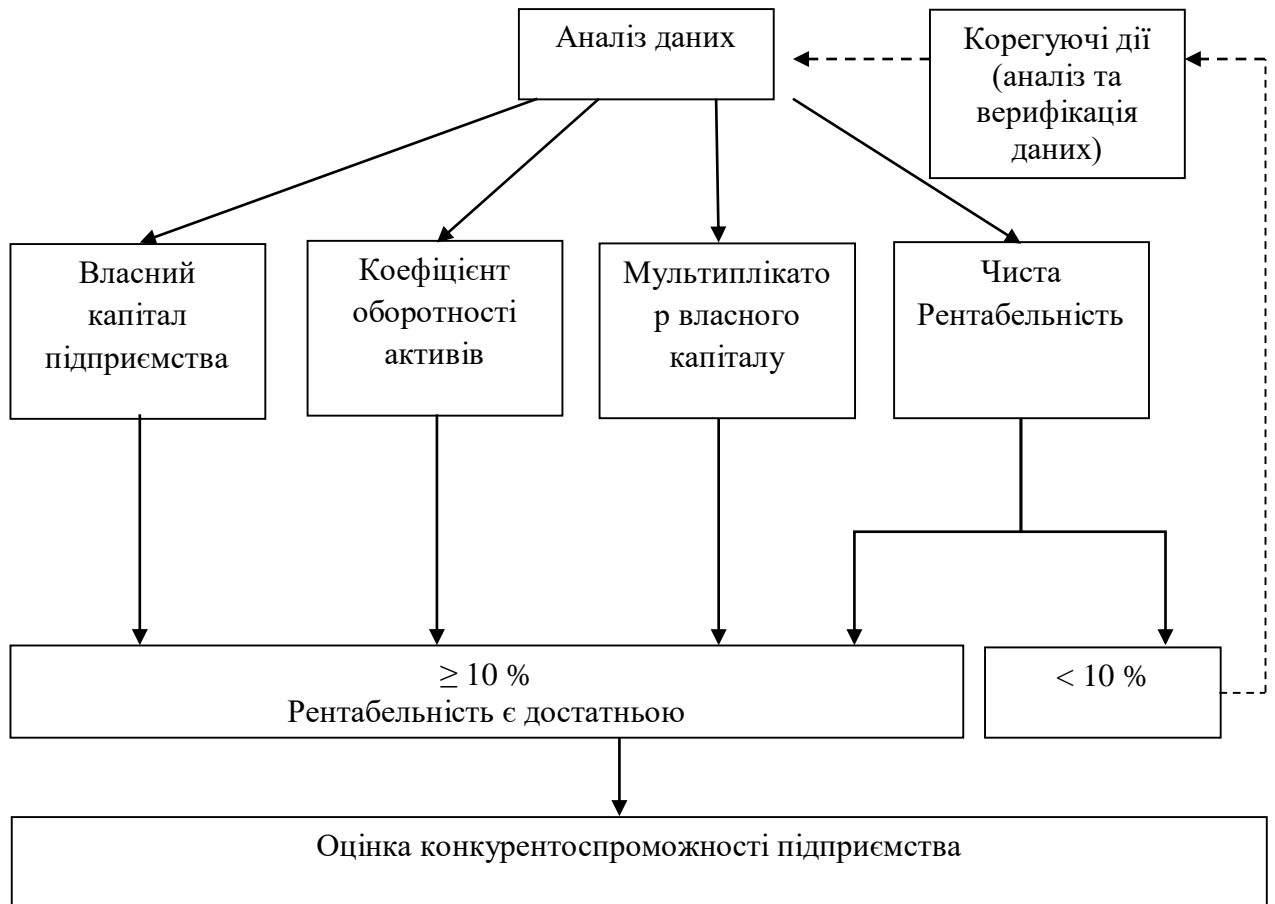 Аналіз даних
Корегуючі дії
(аналіз та
верифікація
даних)
Власний
капітал
підприємства
Коефіцієнт
оборотності
активів
Мультиплікато
р власного
капіталу
Чиста
Рентабельність
≥ 10 %
Рентабельність є достатньою
< 10 %
Оцінка конкурентоспроможності підприємства